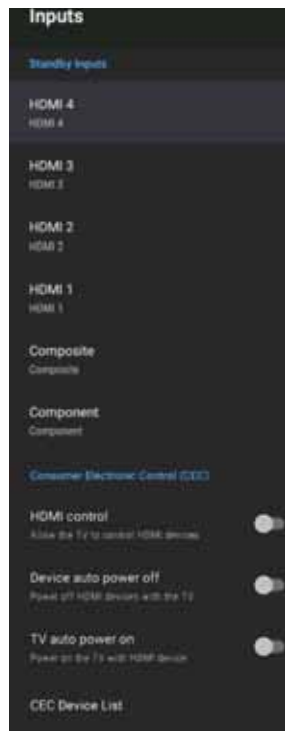 Inputs
Standby Inputs
HDMI 4
HDMI 4
HDMI 3
HDMI 3
HDMI 2
HDMI 2
HDMI 1
HDMI 1
Composite
Composite
Component
Component
Consumer Electronic Control (CEC)
HDMI control
Allow the TV to control HDMI devices
Device auto power off
Power off HDMI devices with the TV
TV auto power on
Power on the TV with HDMI device
CEC Device List